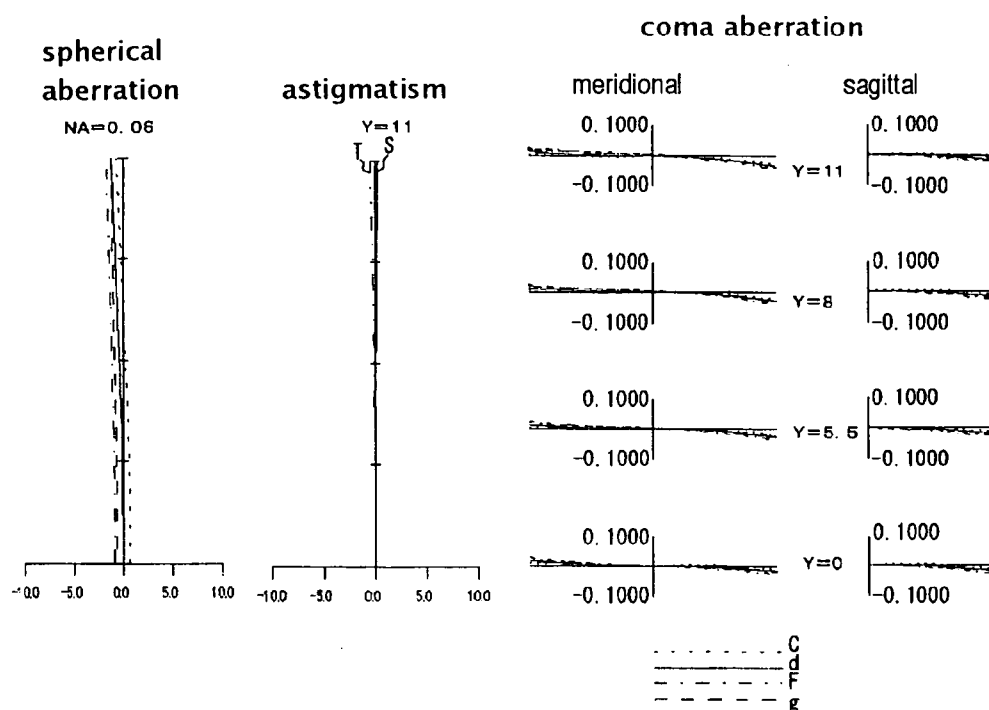 spherical
aberration
NA=0. 06
-10.0 -5.0 0.0 5.0 10.0
astigmatism
Y=11
T S
-10.0 -5.0 0.0 5.0 10.0
coma aberration
meridional sagittal
0. 1000 0. 1000
Y=11
-0. 1000 -0. 1000
0. 1000 0. 1000
Y=8
-0. 1000 -0. 1000
0. 1000 0. 1000
Y=5. 5
-0. 1000 -0. 1000
0. 1000 0. 1000
Y=0
-0. 1000 -0. 1000
C
d
F
g